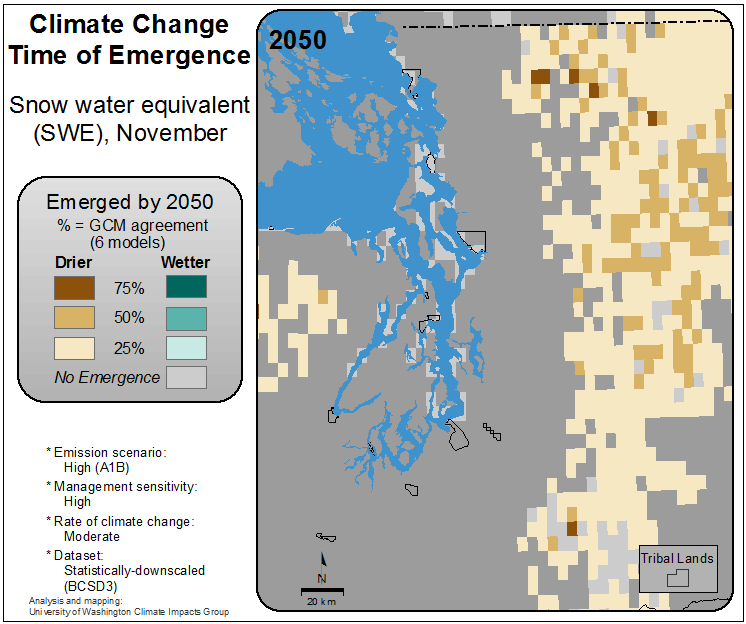 Climate Change
Time of Emergence
Snow water equivalent
(SWE), November
Emerged by 2050
% = GCM agreement
(6 models)
Drier Wetter
75%
50%
25%
No Emergence
* Emission scenario:
High (A1B)
* Management sensitivity:
High
* Rate of climate change:
Moderate
* Dataset:
Statistically-downscaled
(BCSD3)
Analysis and mapping:
University of Washington Climate Impacts Group
2050
N
20 km
Tribal Lands